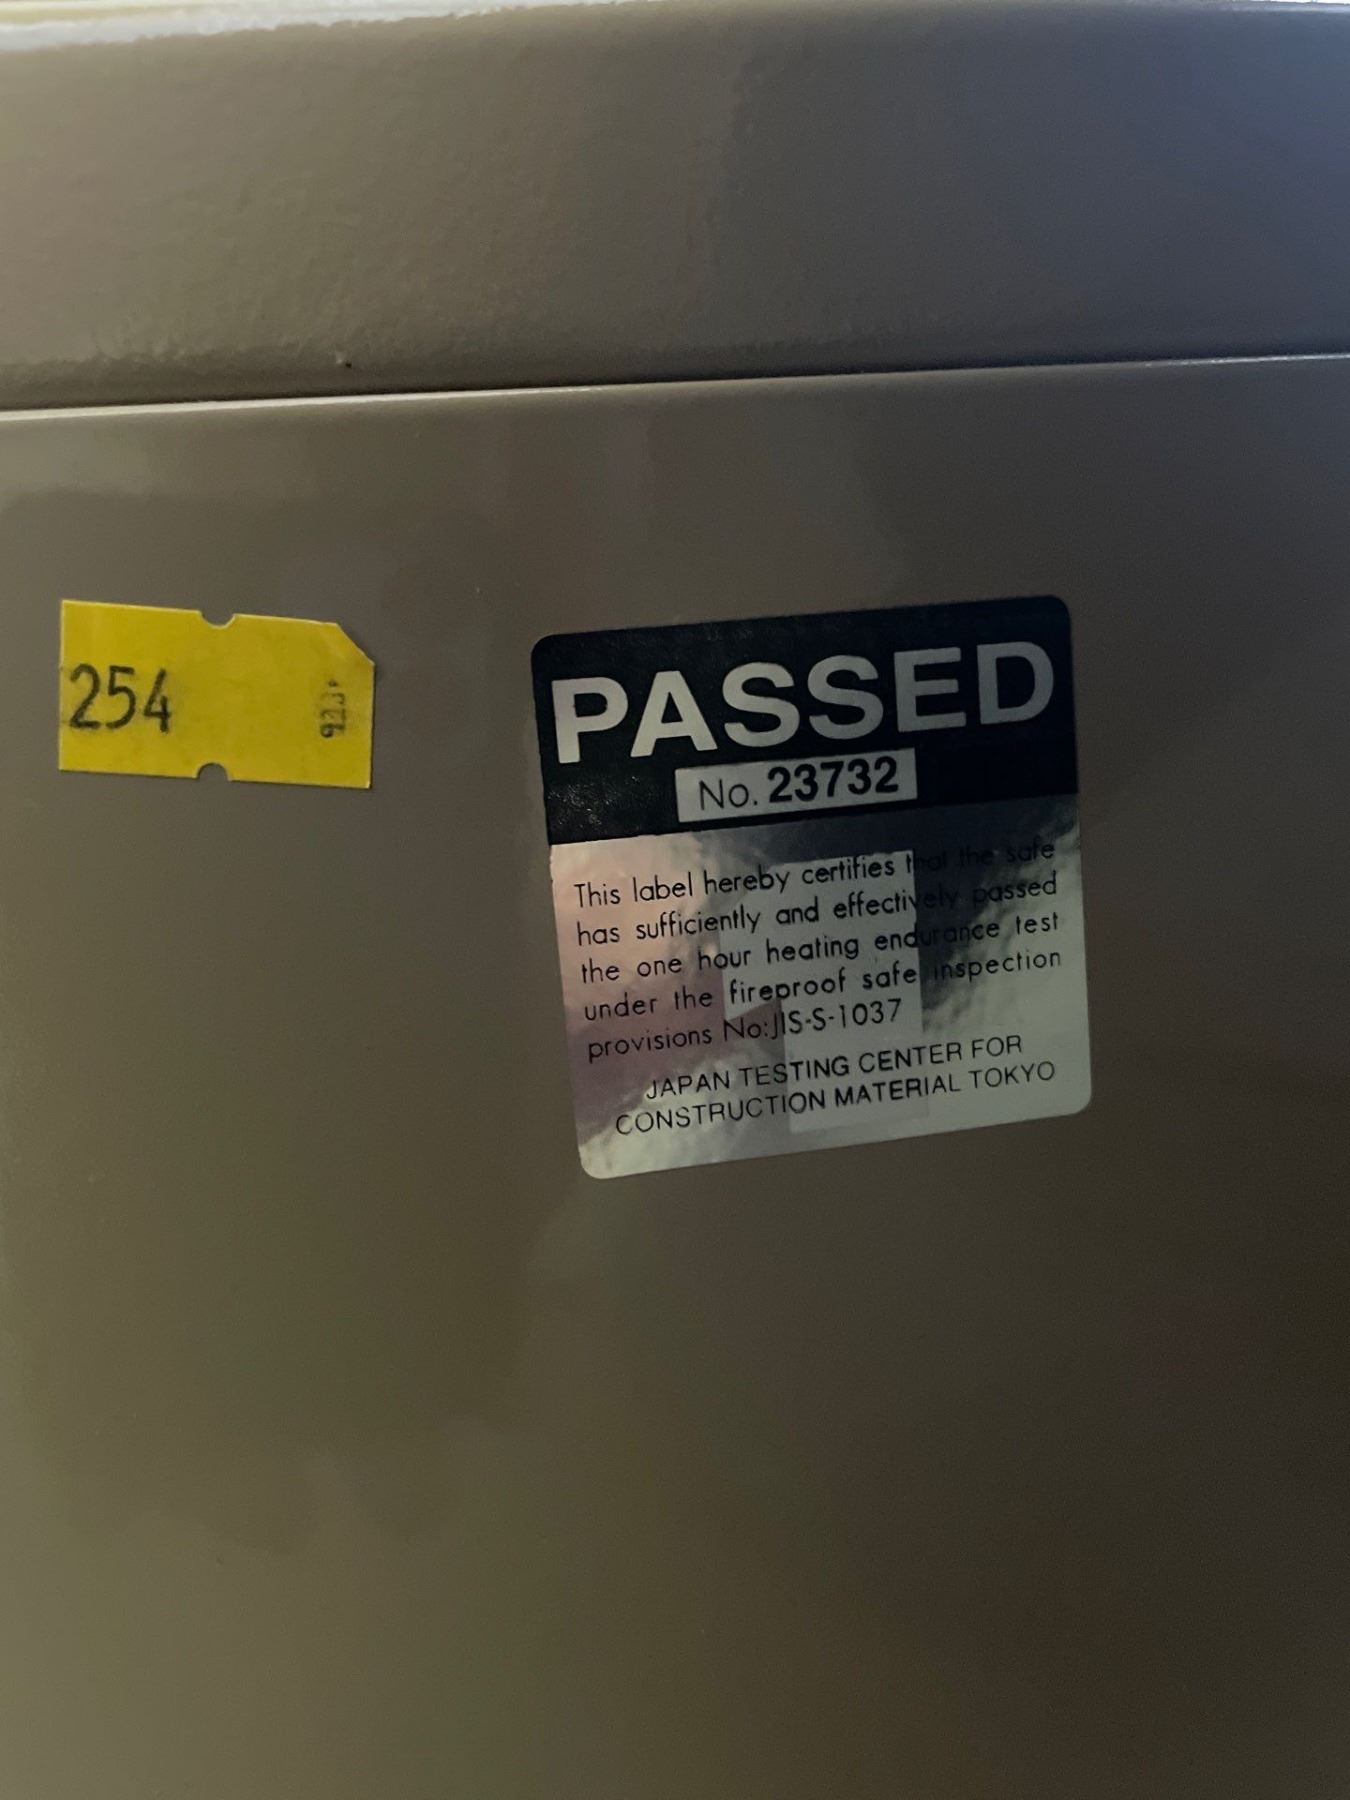 254
PASSED
No. 23732
This label hereby certifies that the safe
has sufficiently and effectively passed
the one hour heating endurance test
under the fireproof safe inspection
provisions No:JIS-S-1037
JAPAN TESTING CENTER FOR
CONSTRUCTION MATERIAL TOKYO